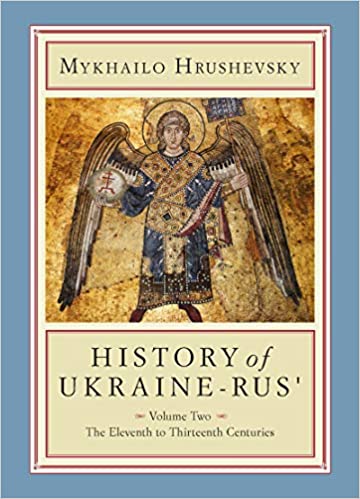 MYKHAILO HRUSHEVSKY
HISTORY of
UKRAINE-RUS'
Volume Two
The Eleventh to Thirteenth Centuries